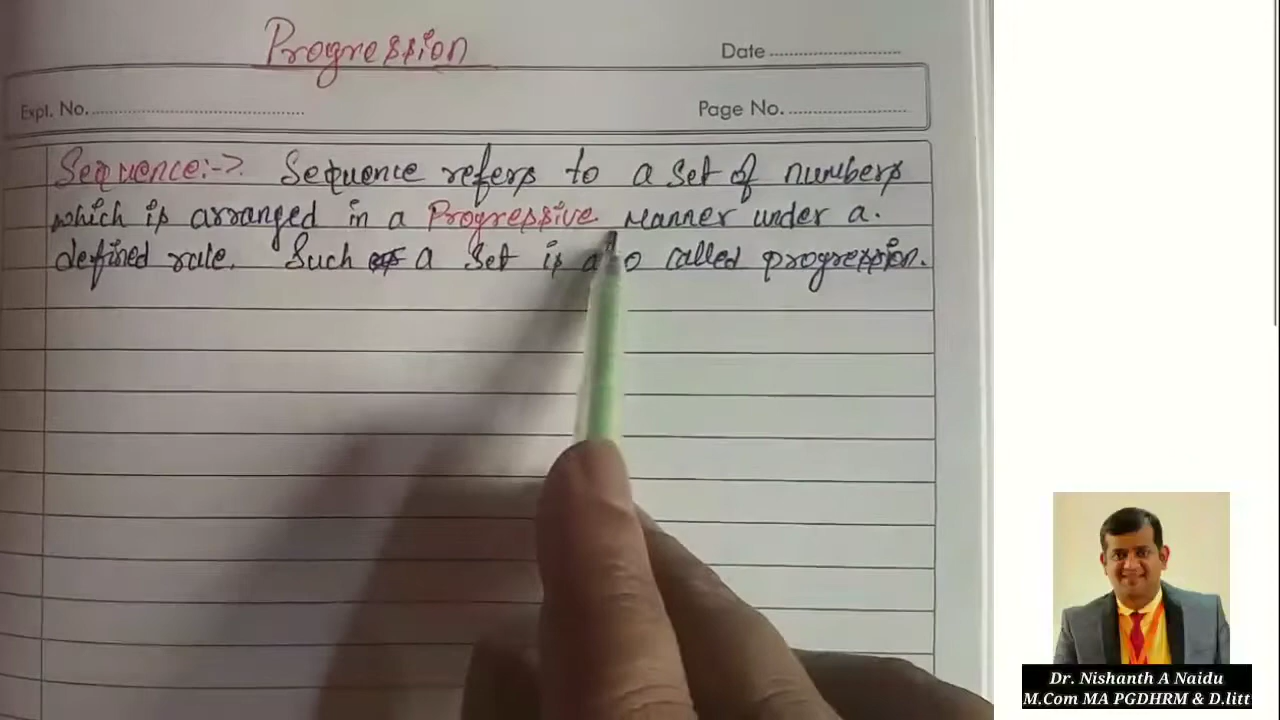 Progression
Date
Expl. No.
Page No.
Sequence:-> Sequence refers to a set of numbers
which is arranged in a Progressive manner under a.
defined rule. Such a set is also called progression.
Dr. Nishanth A Naidu
M.Com MA PGDHRM & D.litt